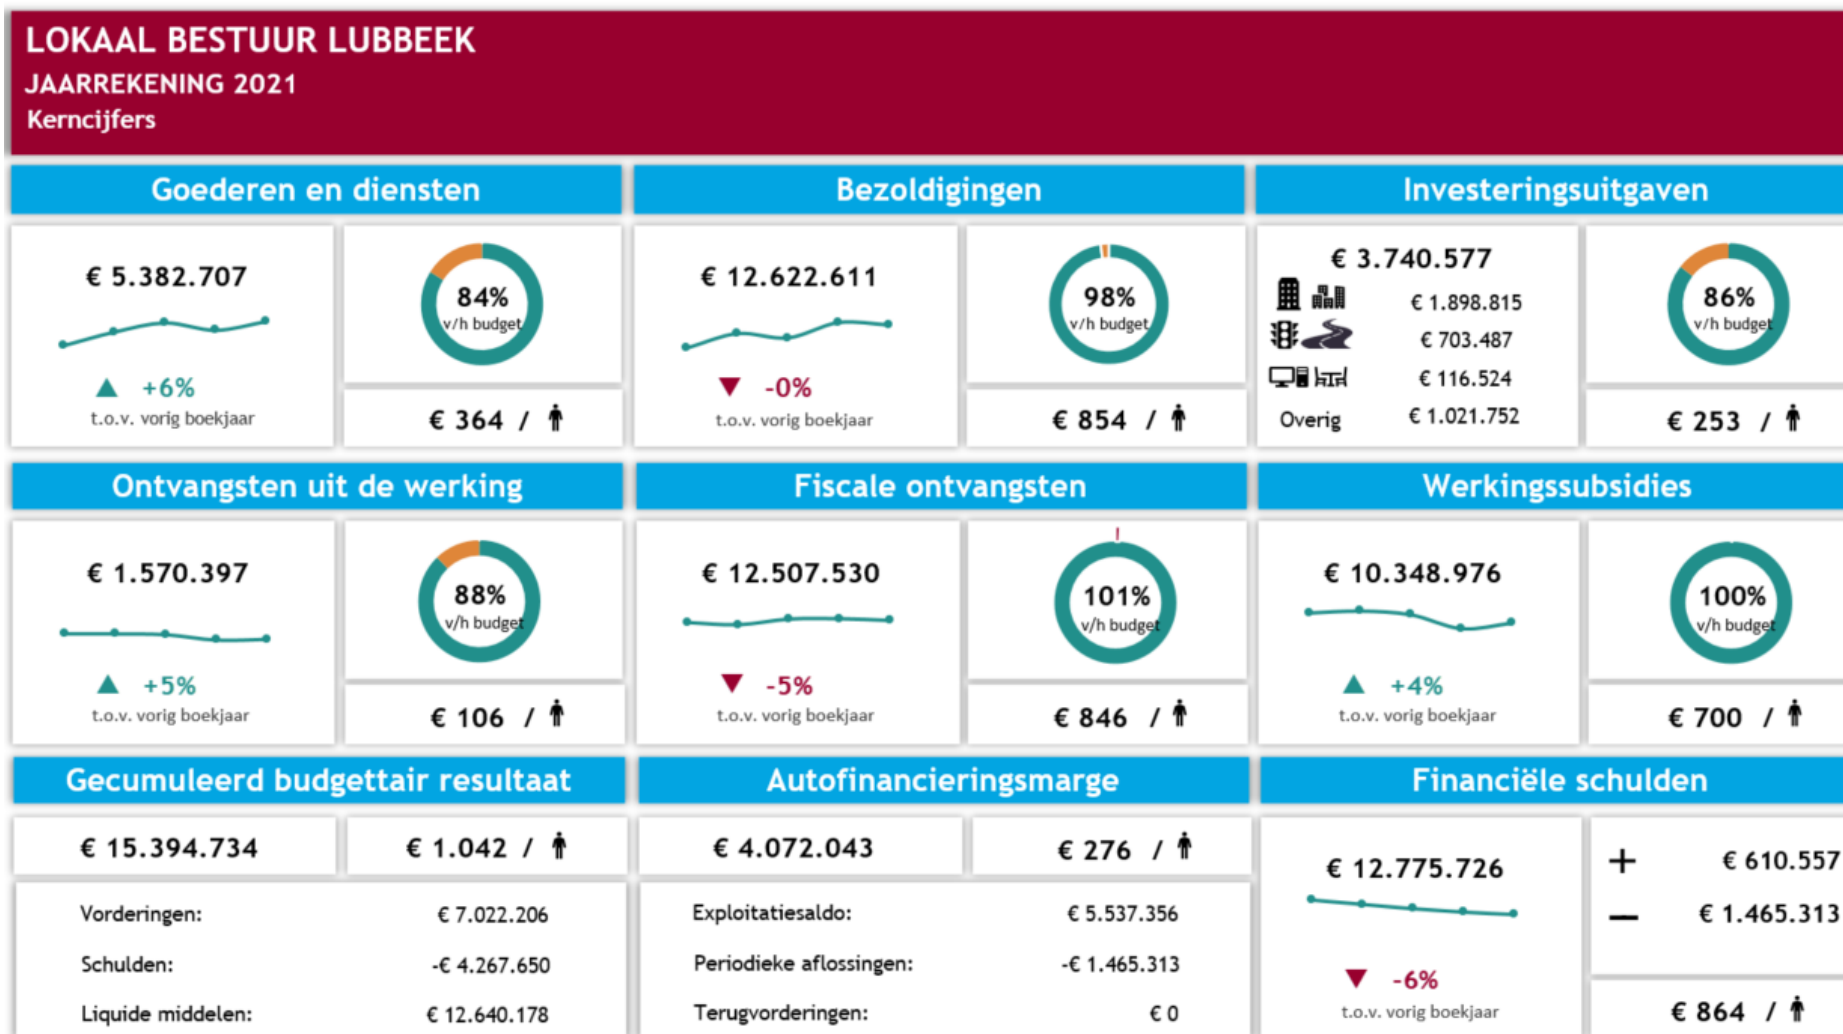 LOKAAL BESTUUR LUBBEEK
JAARREKENING 2021
Kerncijfers
Goederen en diensten
€ 5.382.707
+6%
t.o.v. vorig boekjaar
84%
v/h budget
€ 364 /
Bezoldigingen
€ 12.622.611
-0%
t.o.v. vorig boekjaar
98%
v/h budget
€ 854 /
Investeringsuitgaven
€ 3.740.577
€ 1.898.815
€ 703.487
€ 116.524
Overig € 1.021.752
86%
v/h budget
€ 253 /
Ontvangsten uit de werking
€ 1.570.397
+5%
t.o.v. vorig boekjaar
88%
v/h budget
€ 106 /
Fiscale ontvangsten
€ 12.507.530
-5%
t.o.v. vorig boekjaar
101%
v/h budget
€ 846 /
Werkingssubsidies
€ 10.348.976
+4%
t.o.v. vorig boekjaar
100%
v/h budget
€ 700 /
Gecumuleerd budgettair resultaat
€ 15.394.734
€ 1.042 /
Vorderingen: € 7.022.206
Schulden: -€ 4.267.650
Liquide middelen: € 12.640.178
Autofinancieringsmarge
€ 4.072.043
€ 276 /
Exploitatiesaldo: € 5.537.356
Periodieke aflossingen: -€ 1.465.313
Terugvorderingen: € 0
Financiële schulden
€ 12.775.726
-6%
t.o.v. vorig boekjaar
+ € 610.557
— € 1.465.313
€ 864 /